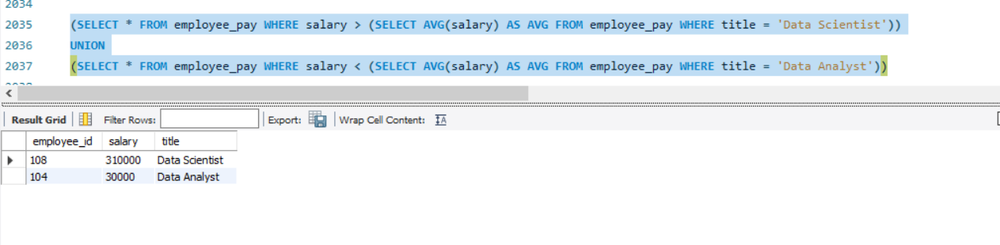 2034
2035 (SELECT * FROM employee_pay WHERE salary > (SELECT AVG(salary) AS AVG FROM employee_pay WHERE title = 'Data Scientist'))
2036 UNION
2037 (SELECT * FROM employee_pay WHERE salary < (SELECT AVG(salary) AS AVG FROM employee_pay WHERE title = 'Data Analyst'))
Result Grid Filter Rows: Export: Wrap Cell Content: IA
employee_id salary title
108 310000 Data Scientist
104 30000 Data Analyst